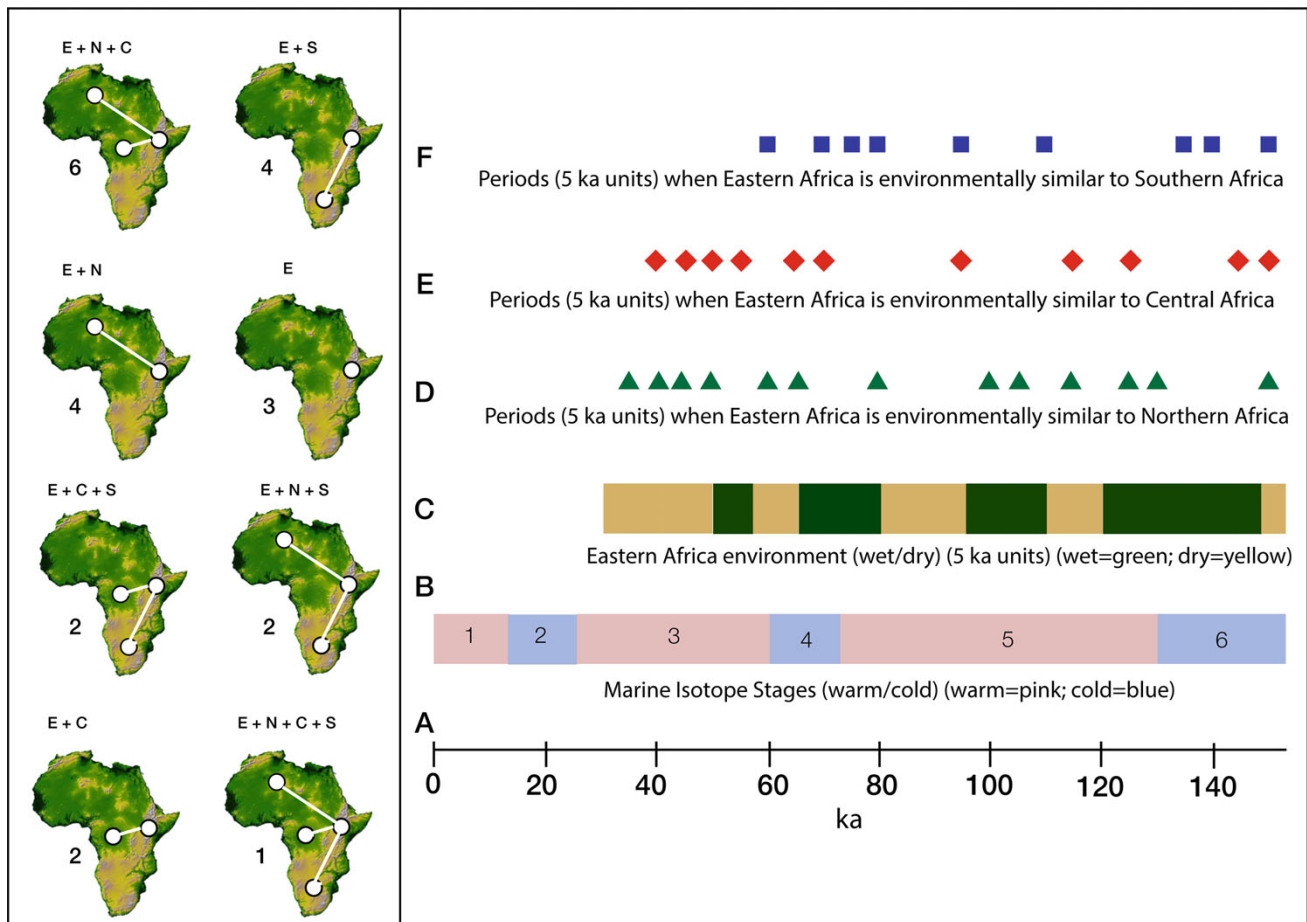 E + N + C
E + S
6
4
E + N
E
4
3
E + C + S
E + N + S
2
2
E + C
E + N + C + S
2
1
F
Periods (5 ka units) when Eastern Africa is environmentally similar to Southern Africa
E
Periods (5 ka units) when Eastern Africa is environmentally similar to Central Africa
D
Periods (5 ka units) when Eastern Africa is environmentally similar to Northern Africa
C
Eastern Africa environment (wet/dry) (5 ka units) (wet=green; dry=yellow)
B
1 2 3 4 5 6
Marine Isotope Stages (warm/cold) (warm=pink; cold=blue)
A
0 20 40 60 80 100 120 140
ka